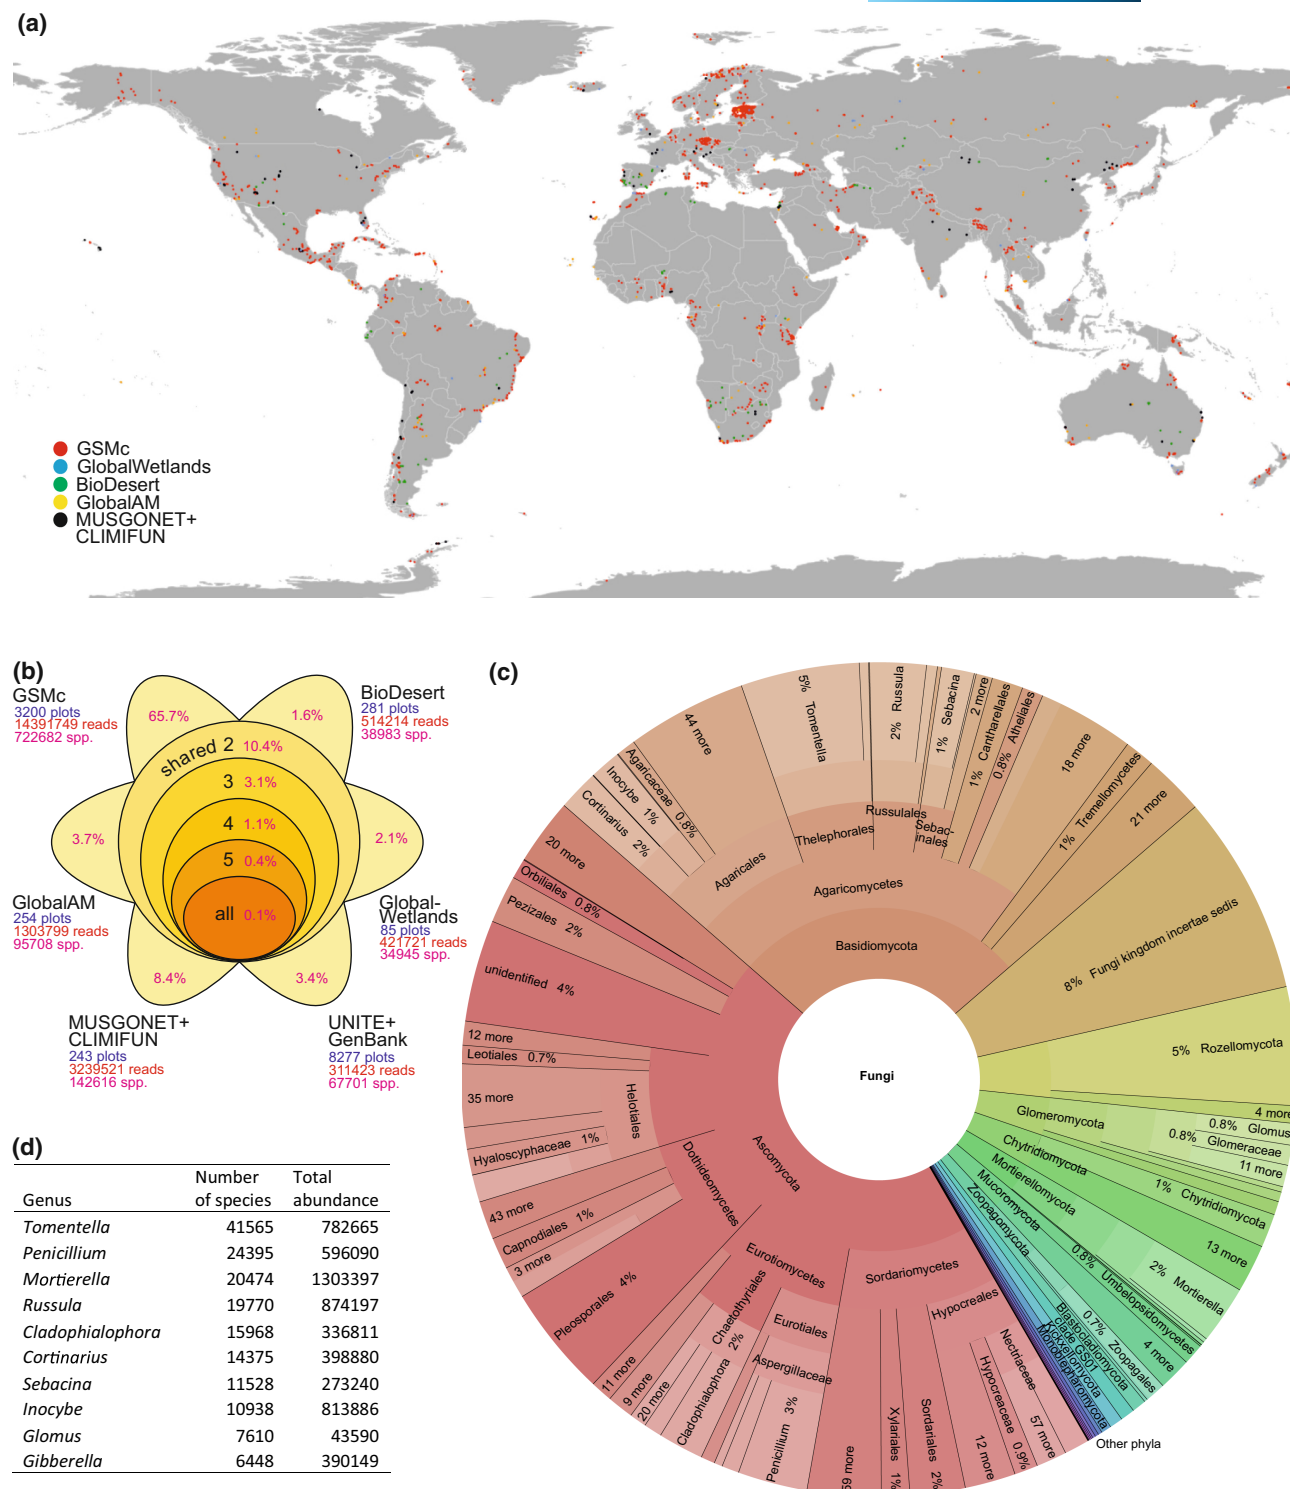 (a)
GSMc
GlobalWetlands
BioDesert
GlobalAM
MUSGONET+
CLIMIFUN
(b)
GSMc
3200 plots
14391749 reads
722682 spp.
65.7%
1.6%
BioDesert
281 plots
514214 reads
38983 spp.
shared 2 10.4%
3 3.1%
4 1.1%
5 0.4%
all 0.1%
3.7%
2.1%
GlobalAM
254 plots
1303799 reads
95708 spp.
Global-
Wetlands
85 plots
421721 reads
34945 spp.
8.4%
3.4%
MUSGONET+
CLIMIFUN
243 plots
3239521 reads
142616 spp.
UNITE+
GenBank
8277 plots
311423 reads
67701 spp.
(c)
Fungi
Basidiomycota
Agaricomycetes
Agaricales
Thelephorales
Russulales
Sebac-
inales
20 more
Cortinarius 2%
Inocybe 1%
Agaricaceae 0.8%
44 more
5% Tomentella
2% Russula
1% Sebacina
2 more
1% Cantharellales
0.8% Atheliales
18 more
1% Tremellomycetes
21 more
8% Fungi kingdom incertae sedis
5% Rozellomycota
4 more
Glomeromycota
0.8% Glomus
0.8% Glomeraceae
11 more
Chytridiomycota
1% Chytridiomycota
13 more
Mortierellomycota
2% Mortierella
Mucoromycota
0.8% Umbelopsidomycetes
4 more
Zoopagomycota
0.7% Zoopagales
Blastocladiomycota
clade GS01
Kickxellomycota
Monoblepharomycota
Other phyla
Ascomycota
Sordariomycetes
Hypocreales
Nectriaceae
57 more
Hypocreaceae 0.9%
12 more
Sordariales 2%
Xylariales 1%
59 more
Eurotiomycetes
Eurotiales
Aspergillaceae
Penicillium 3%
Chaetothyriales
2%
Cladophialophora
20 more
9 more
11 more
Dothideomycetes
Pleosporales 4%
3 more
Capnodiales 1%
43 more
Helotiales
Hyaloscyphaceae 1%
35 more
Leotiales 0.7%
12 more
unidentified 4%
Pezizales 2%
Orbiliales 0.8%
(d)
Genus Number of species Total abundance
Tomentella 41565 782665
Penicillium 24395 596090
Mortierella 20474 1303397
Russula 19770 874197
Cladophialophora 15968 336811
Cortinarius 14375 398880
Sebacina 11528 273240
Inocybe 10938 813886
Glomus 7610 43590
Gibberella 6448 390149